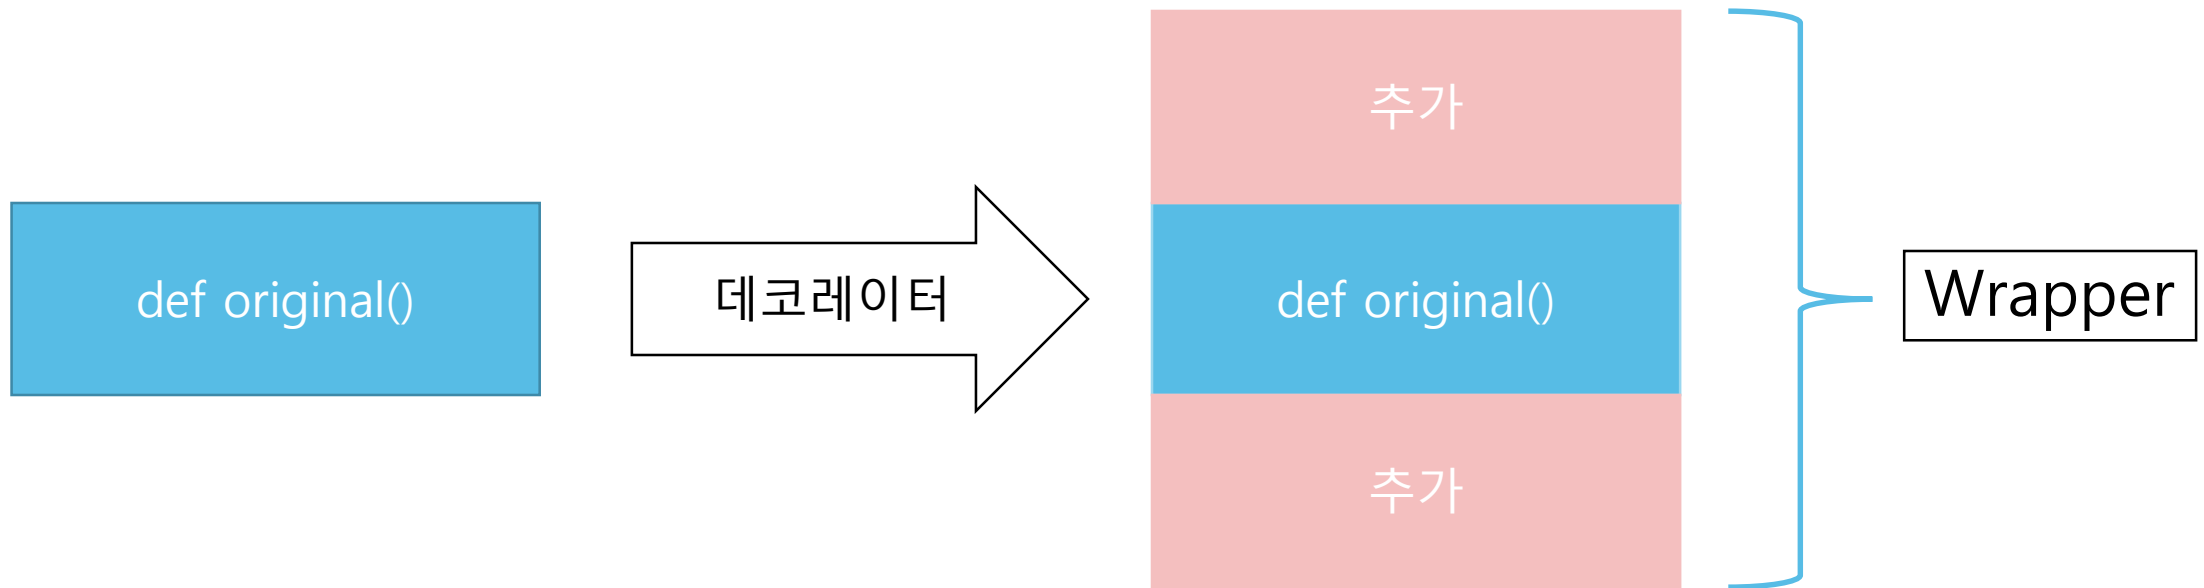 def original()
데코레이터
추가
def original()
추가
Wrapper